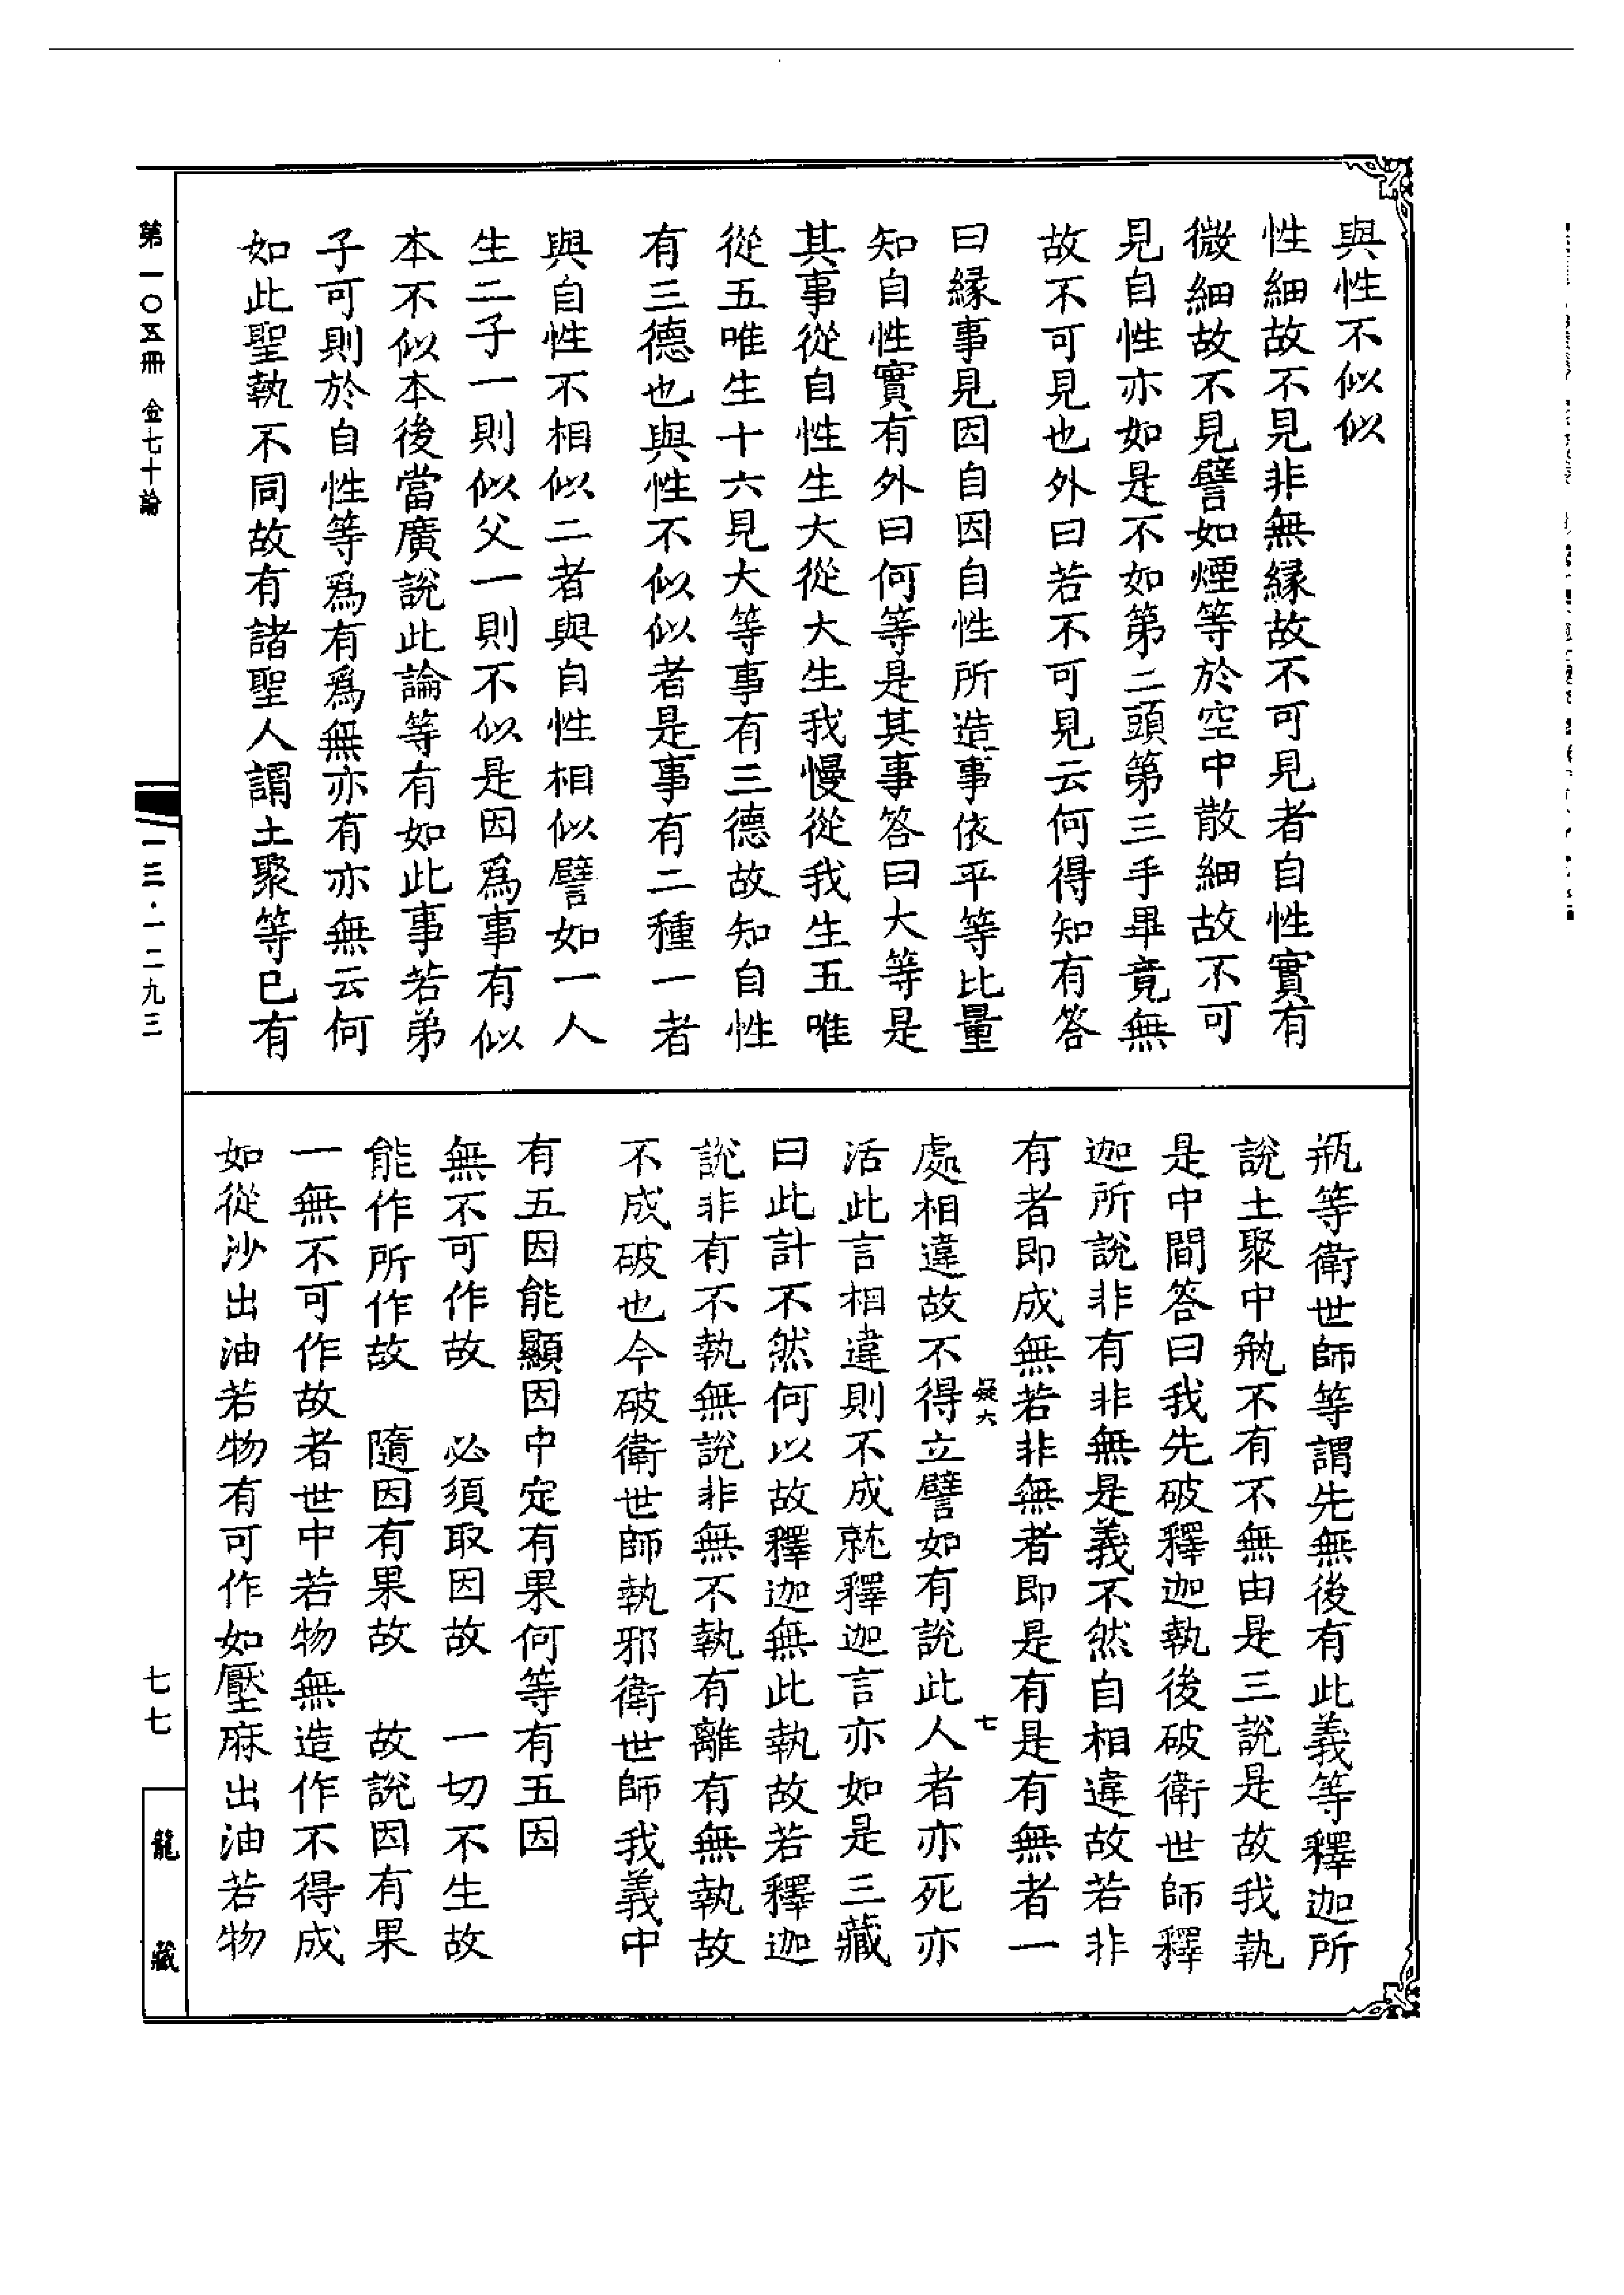 與性不似似
性細故不見非無縁故不可見者自性實有
微細故不見譬如煙等於空中散細故不可
見自性亦如是不如第二頭第三手畢竟無
故不可見也外曰若不可見云何得知有答
曰縁事見因自因自性所造事依平等比量
知自性實有外曰何等是其事答曰大等是
其事從自性生大從大生我慢從我生五唯
從五唯生十六見大等事有三德故知自性
有三德也與性不似似者是事有二種一者
與自性不相似二者與自性相似譬如一人
生二子一則似父一則不似是因爲事有似
本不似本後當廣說此論等有如此事若弟
子可則於自性等爲有爲無亦有亦無云何
如此聖執不同故有諸聖人謂土聚等已有
瓶等衛世師等謂先無後有此義等釋迦所
說土聚中瓶不有不無由是三說是故我執
是中間答曰我先破釋迦執後破衛世師釋
迦所說非有非無是義不然自相違故若非
有者即成無若非無者即是有是有無者一
處相違故不得立譬如有說此人者亦死亦
活此言相違則不成就釋迦言亦如是三藏
曰此計不然何以故釋迦無此執故若釋迦
說非有不執無說非無不執有離有無執故
不成破也今破衛世師執邪衛世師我義中
有五因能顯因中定有果何等有五因
無不可作故　必須取因故　一切不生故
能作所作故　隨因有果故　故說因有果
一無不可作故者世中若物無造作不得成
如從沙出油若物有可作如壓麻出油若物
疑六
七
第一〇五冊　金七十論
一三·一二九三
七七
龍藏